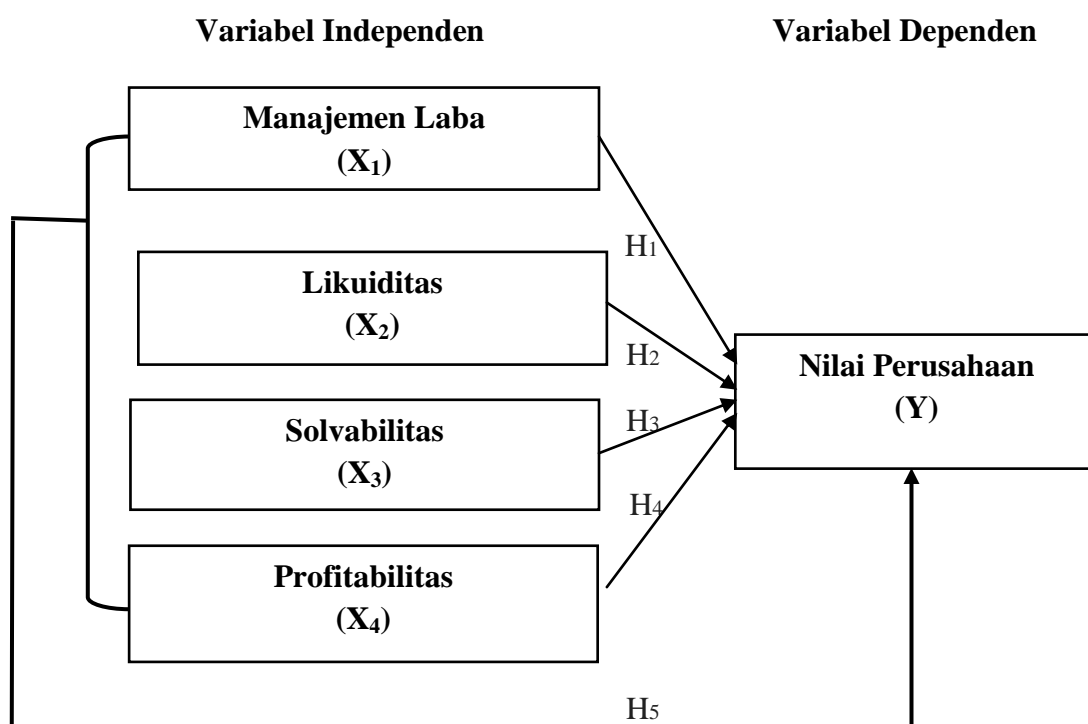 Variabel Independen
Variabel Dependen
Manajemen Laba
(X₁)
H₁
Likuiditas
(X₂)
H₂
Nilai Perusahaan
(Y)
Solvabilitas
(X₃)
H₃
H₄
Profitabilitas
(X₄)
H₅